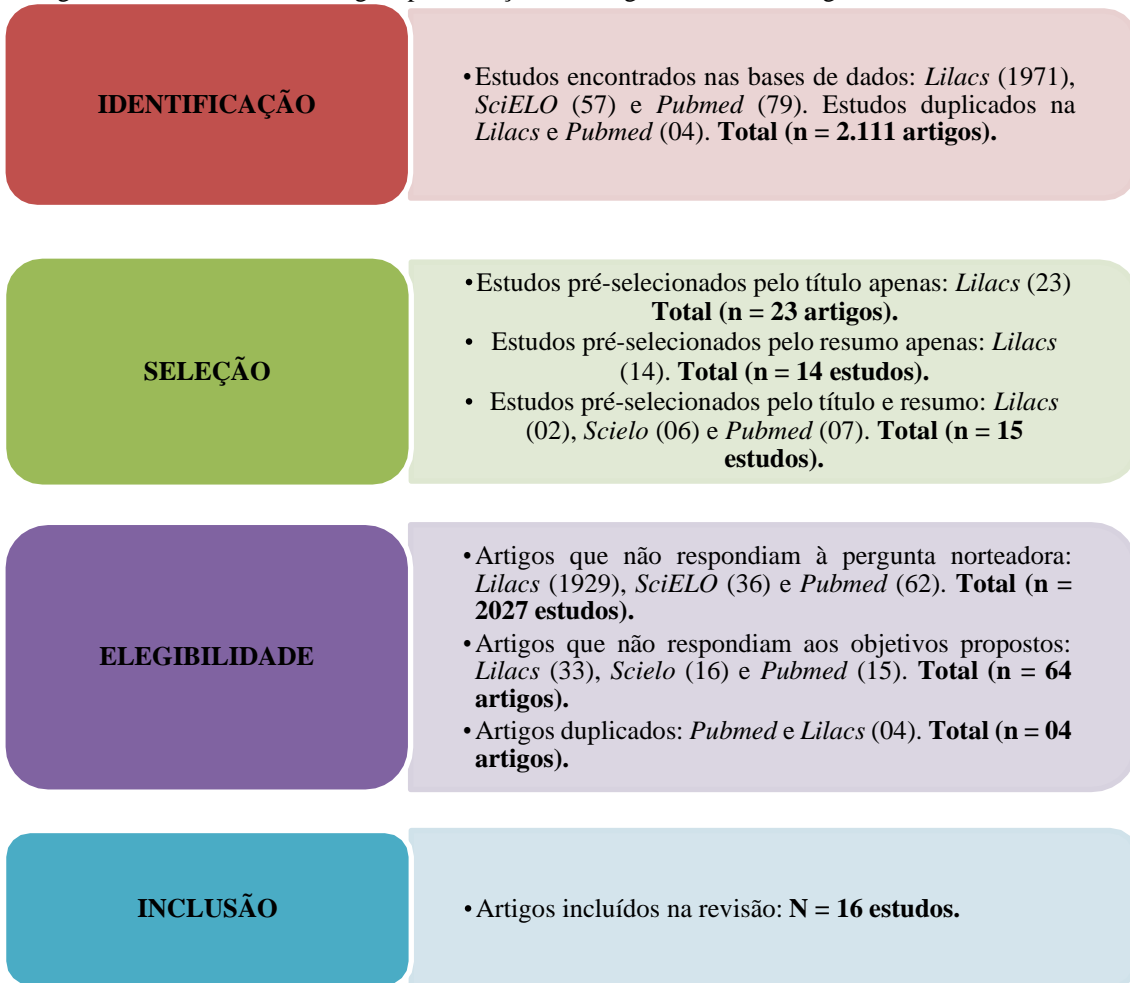 IDENTIFICAÇÃO
•Estudos encontrados nas bases de dados: Lilacs (1971),
SciELO (57) e Pubmed (79). Estudos duplicados na
Lilacs e Pubmed (04). Total (n = 2.111 artigos).
SELEÇÃO
•Estudos pré-selecionados pelo título apenas: Lilacs (23)
Total (n = 23 artigos).
• Estudos pré-selecionados pelo resumo apenas: Lilacs
(14). Total (n = 14 estudos).
• Estudos pré-selecionados pelo título e resumo: Lilacs
(02), Scielo (06) e Pubmed (07). Total (n = 15
estudos).
ELEGIBILIDADE
•Artigos que não respondiam à pergunta norteadora:
Lilacs (1929), SciELO (36) e Pubmed (62). Total (n =
2027 estudos).
•Artigos que não respondiam aos objetivos propostos:
Lilacs (33), Scielo (16) e Pubmed (15). Total (n = 64
artigos).
•Artigos duplicados: Pubmed e Lilacs (04). Total (n = 04
artigos).
INCLUSÃO
•Artigos incluídos na revisão: N = 16 estudos.